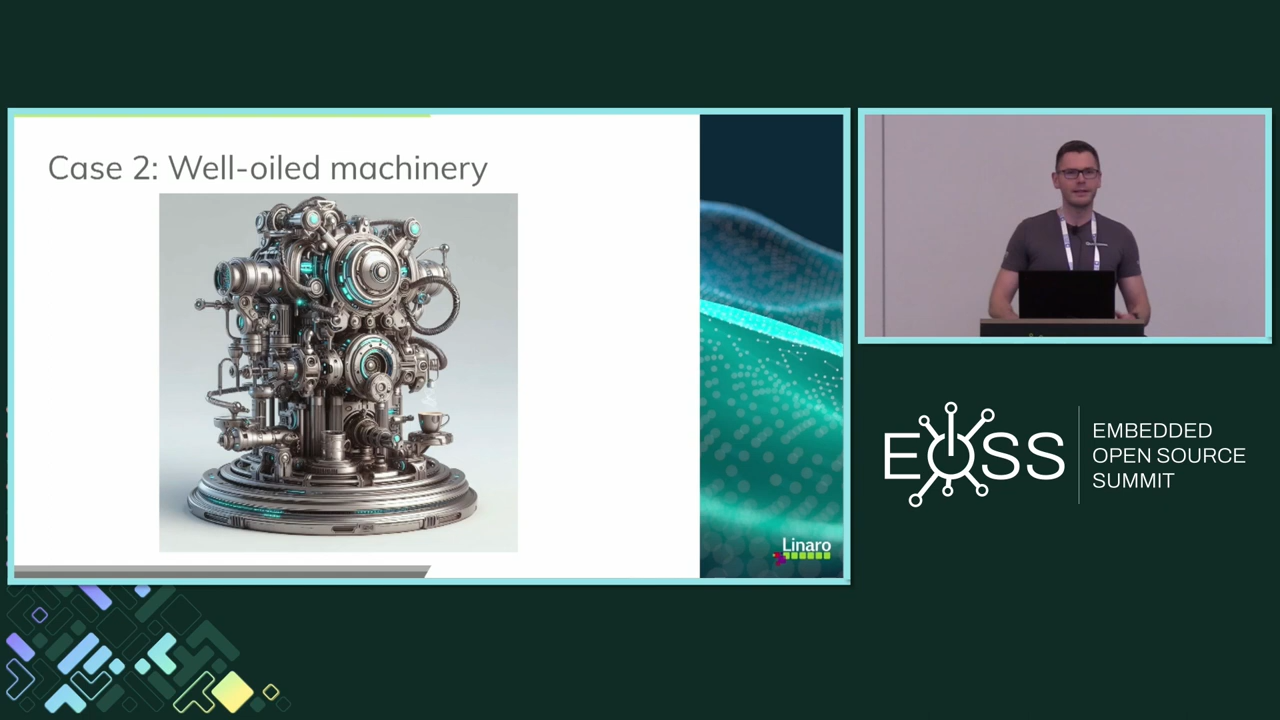 Case 2: Well-oiled machinery
Linaro
EOSS
EMBEDDED
OPEN SOURCE
SUMMIT